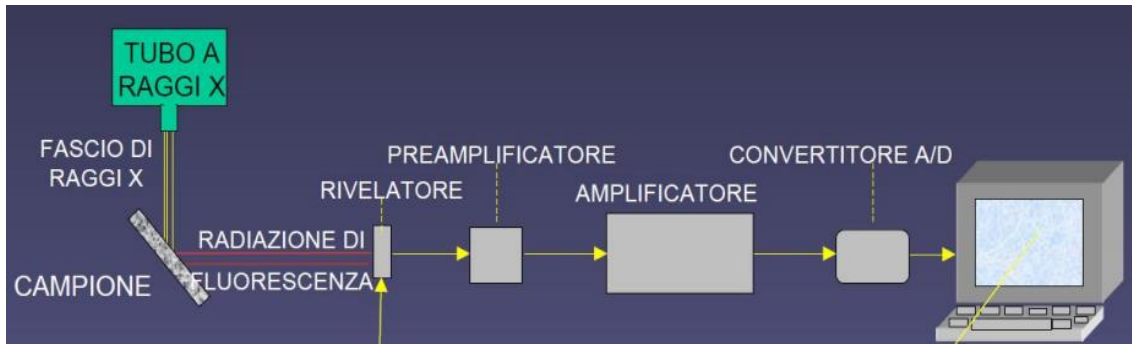 TUBO A
RAGGI X
FASCIO DI
RAGGI X
PREAMPLIFICATORE
CONVERTITORE A/D
RIVELATORE
AMPLIFICATORE
RADIAZIONE DI
FLUORESCENZA
CAMPIONE